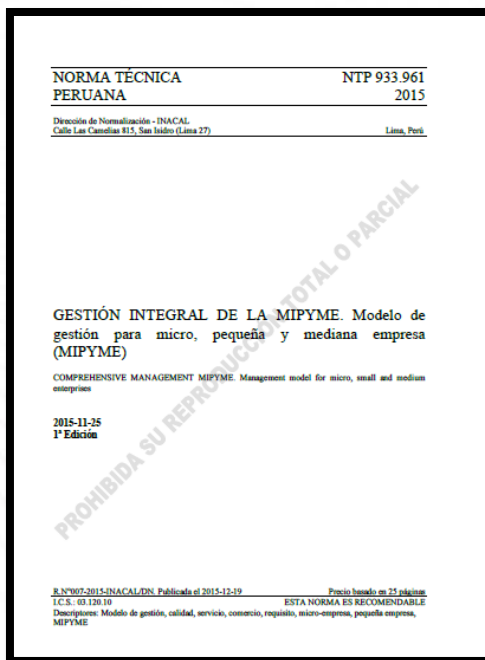 NORMA TÉCNICA NTP 933.961
PERUANA 2015
Dirección de Normalización - INACAL
Calle Las Camelias 815, San Isidro (Lima 27) Lima, Perú
PROHIBIDA SU REPRODUCCIÓN TOTAL O PARCIAL
GESTIÓN INTEGRAL DE LA MIPYME. Modelo de
gestión para micro, pequeña y mediana empresa
(MIPYME)
COMPREHENSIVE MANAGEMENT MIPYME. Management model for micro, small and medium
enterprises
2015-11-25
1ª Edición
R.N°007-2015-INACAL/DN. Publicada el 2015-12-19 Precio basado en 25 páginas
I.C.S.: 03.120.10 ESTA NORMA ES RECOMENDABLE
Descriptores: Modelo de gestión, calidad, servicio, comercio, requisito, micro-empresa, pequeña empresa,
MIPYME